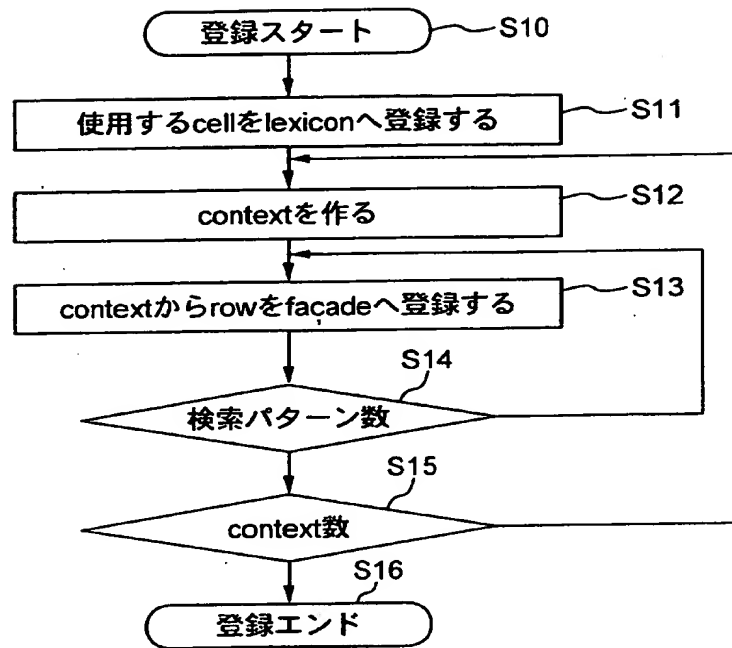 登録スタート
S10
使用するcellをlexiconへ登録する
S11
contextを作る
S12
contextからrowをfaçadeへ登録する
S13
S14
検索パターン数
S15
context数
S16
登録エンド